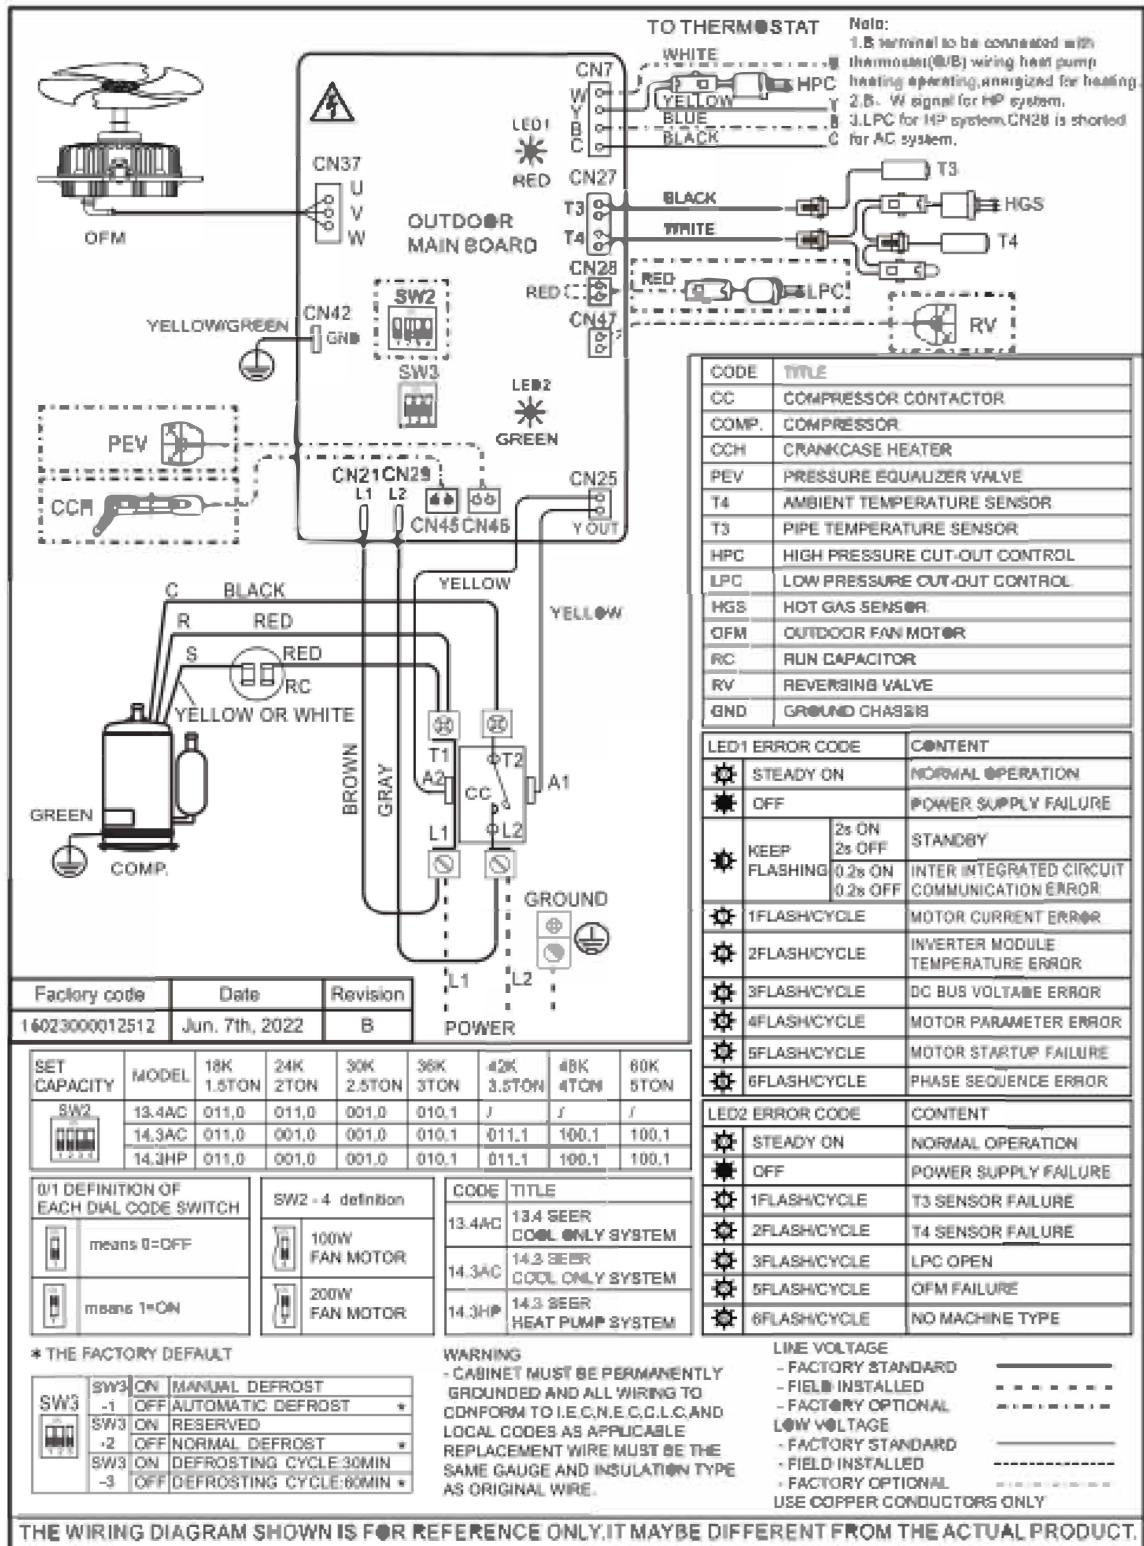 TO THERMOSTAT
Note:
1.B terminal to be connected with
thermostat(O/B) wiring heat pump
heating operating,energized for heating.
2.B、W signal for HP system.
3.LPC for HP system,CN28 is shorted
for AC system.
WHITE
HPC
YELLOW
Y
BLUE
B
BLACK
C
CN7
W
Y
B
C
LED1
RED
CN37
U
V
W
OFM
OUTDOOR
MAIN BOARD
CN27
T3
BLACK
T4
WHITE
T3
HGS
T4
CN28
RED
RED
LPC
CN47
RV
SW2
CN42
GND
YELLOW/GREEN
SW3
LED2
GREEN
PEV
CCH
CN21
CN29
L1
L2
CN45
CN46
CN25
Y OUT
YELLOW
YELLOW
C
BLACK
R
RED
S
RED
RC
YELLOW OR WHITE
BROWN
GRAY
T1
T2
A2
A1
CC
L1
L2
GREEN
COMP.
GROUND
L1
L2
POWER
Factory code Date Revision
16023000012512 Jun. 7th, 2022 B
CODE TITLE
CC COMPRESSOR CONTACTOR
COMP. COMPRESSOR
CCH CRANKCASE HEATER
PEV PRESSURE EQUALIZER VALVE
T4 AMBIENT TEMPERATURE SENSOR
T3 PIPE TEMPERATURE SENSOR
HPC HIGH PRESSURE CUT-OUT CONTROL
LPC LOW PRESSURE CUT-OUT CONTROL
HGS HOT GAS SENSOR
OFM OUTDOOR FAN MOTOR
RC RUN CAPACITOR
RV REVERSING VALVE
GND GROUND CHASSIS
LED1 ERROR CODE CONTENT
STEADY ON NORMAL OPERATION
OFF POWER SUPPLY FAILURE
KEEP FLASHING
2s ON
2s OFF
STANDBY
0.2s ON
0.2s OFF
INTER INTEGRATED CIRCUIT
COMMUNICATION ERROR
1FLASH/CYCLE MOTOR CURRENT ERROR
2FLASH/CYCLE
INVERTER MODULE
TEMPERATURE ERROR
3FLASH/CYCLE DC BUS VOLTAGE ERROR
4FLASH/CYCLE MOTOR PARAMETER ERROR
5FLASH/CYCLE MOTOR STARTUP FAILURE
6FLASH/CYCLE PHASE SEQUENCE ERROR
LED2 ERROR CODE CONTENT
STEADY ON NORMAL OPERATION
OFF POWER SUPPLY FAILURE
1FLASH/CYCLE T3 SENSOR FAILURE
2FLASH/CYCLE T4 SENSOR FAILURE
3FLASH/CYCLE LPC OPEN
5FLASH/CYCLE OFM FAILURE
6FLASH/CYCLE NO MACHINE TYPE
SET CAPACITY MODEL 18K 24K 30K 36K 42K 48K 60K
1.5TON 2TON 2.5TON 3TON 3.5TON 4TON 5TON
SW2
13.4AC 011,0 011,0 001,0 010,1 / / /
14.3AC 011,0 001,0 001,0 010,1 011,1 100,1 100,1
14.3HP 011,0 001,0 001,0 010,1 011,1 100,1 100,1
0/1 DEFINITION OF
EACH DIAL CODE SWITCH
means 0=OFF
means 1=ON
SW2 - 4 definition
100W
FAN MOTOR
200W
FAN MOTOR
CODE TITLE
13.4AC 13.4 SEER
COOL ONLY SYSTEM
14.3AC 14.3 SEER
COOL ONLY SYSTEM
14.3HP 14.3 SEER
HEAT PUMP SYSTEM
* THE FACTORY DEFAULT
SW3
SW3-1 ON MANUAL DEFROST
OFF AUTOMATIC DEFROST *
SW3-2 ON RESERVED
OFF NORMAL DEFROST *
SW3-3 ON DEFROSTING CYCLE:30MIN
OFF DEFROSTING CYCLE:60MIN *
WARNING
- CABINET MUST BE PERMANENTLY
GROUNDED AND ALL WIRING TO
CONFORM TO I.E.C,N.E.C,C.L.C,AND
LOCAL CODES AS APPLICABLE
REPLACEMENT WIRE MUST BE THE
SAME GAUGE AND INSULATION TYPE
AS ORIGINAL WIRE.
LINE VOLTAGE
- FACTORY STANDARD
- FIELD INSTALLED
- FACTORY OPTIONAL
LOW VOLTAGE
- FACTORY STANDARD
- FIELD INSTALLED
- FACTORY OPTIONAL
USE COPPER CONDUCTORS ONLY
THE WIRING DIAGRAM SHOWN IS FOR REFERENCE ONLY,IT MAYBE DIFFERENT FROM THE ACTUAL PRODUCT.